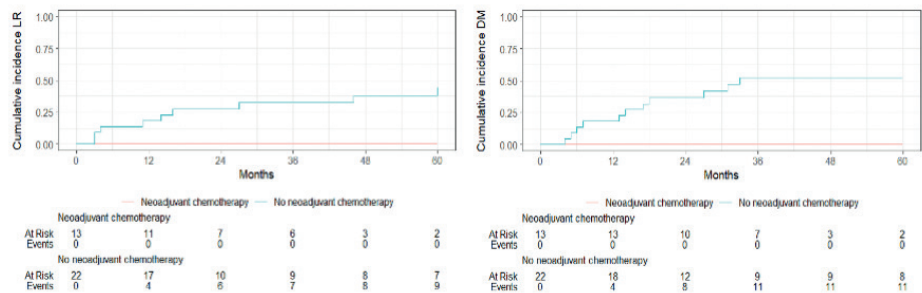 Cumulative incidence LR
1.00
0.75
0.50
0.25
0.00
0 12 24 36 48 60
Months
Neoadjuvant chemotherapy No neoadjuvant chemotherapy
Neoadjuvant chemotherapy
At Risk 13 11 7 6 3 2
Events 0 0 0 0 0 0
No neoadjuvant chemotherapy
At Risk 22 17 10 9 8 7
Events 0 4 6 7 8 9
Cumulative incidence DM
1.00
0.75
0.50
0.25
0.00
0 12 24 36 48 60
Months
Neoadjuvant chemotherapy No neoadjuvant chemotherapy
Neoadjuvant chemotherapy
At Risk 13 13 10 7 3 2
Events 0 0 0 0 0 0
No neoadjuvant chemotherapy
At Risk 22 18 12 9 9 8
Events 0 4 8 11 11 11